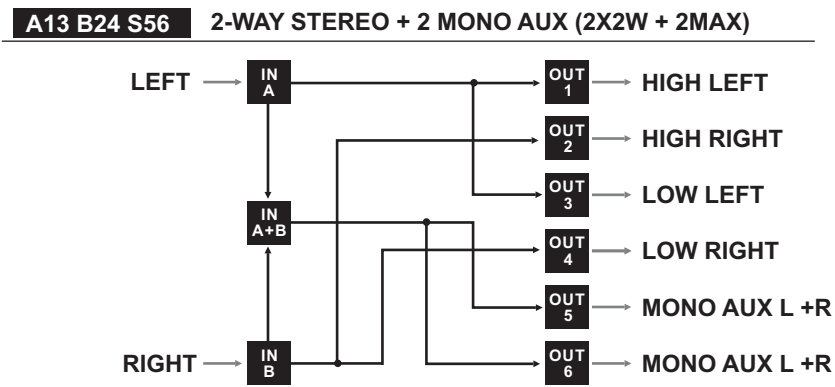 A13 B24 S56 2-WAY STEREO + 2 MONO AUX (2X2W + 2MAX)
LEFT IN A OUT 1 HIGH LEFT
OUT 2 HIGH RIGHT
OUT 3 LOW LEFT
IN A+B
OUT 4 LOW RIGHT
OUT 5 MONO AUX L +R
RIGHT IN B OUT 6 MONO AUX L +R